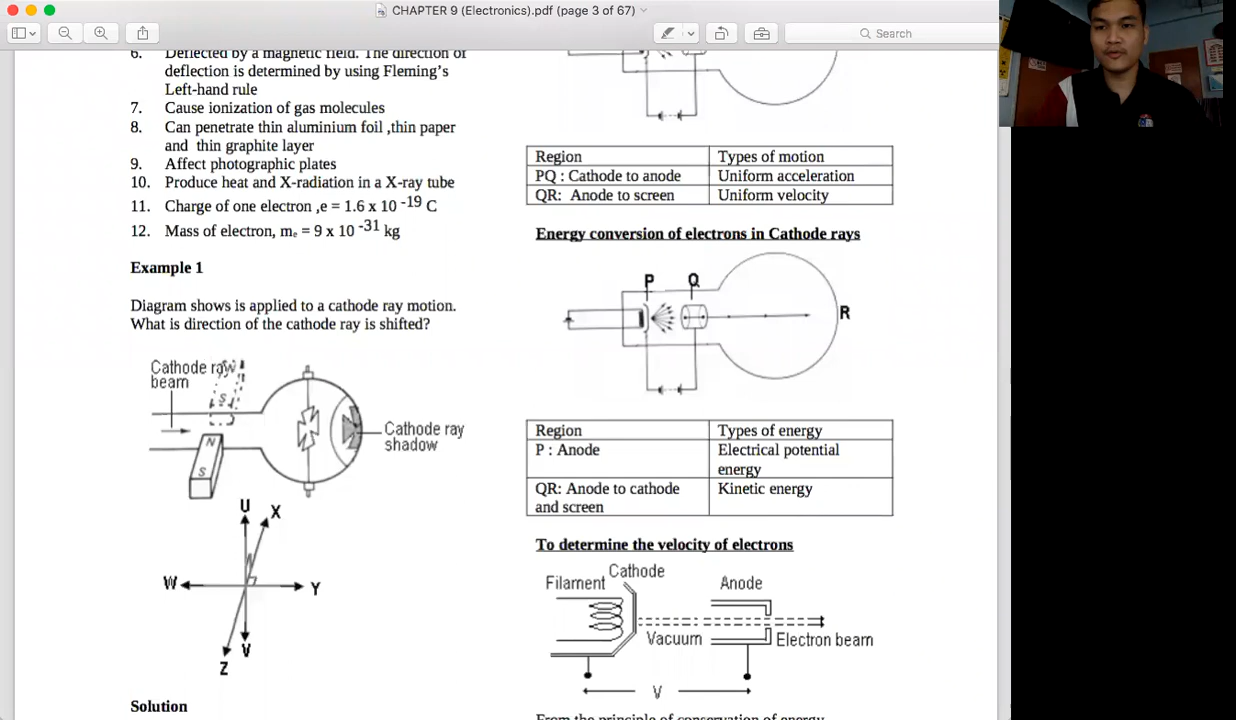 CHAPTER 9 (Electronics).pdf (page 3 of 67)
Search
6. Deflected by a magnetic field. The direction of
deflection is determined by using Fleming's
Left-hand rule
7. Cause ionization of gas molecules
8. Can penetrate thin aluminium foil ,thin paper
and thin graphite layer
9. Affect photographic plates
10. Produce heat and X-radiation in a X-ray tube
11. Charge of one electron ,e = 1.6 x 10 -19 C
12. Mass of electron, me = 9 x 10 -31 kg
Example 1
Diagram shows is applied to a cathode ray motion.
What is direction of the cathode ray is shifted?
Cathode ray
beam
S
N
S
Cathode ray
shadow
U
X
W
Y
V
Z
Solution
Region Types of motion
PQ : Cathode to anode Uniform acceleration
QR: Anode to screen Uniform velocity
Energy conversion of electrons in Cathode rays
P Q
R
Region Types of energy
P : Anode Electrical potential
energy
QR: Anode to cathode Kinetic energy
and screen
To determine the velocity of electrons
Cathode
Filament Anode
Vacuum Electron beam
V
From the principle of conservation of energy